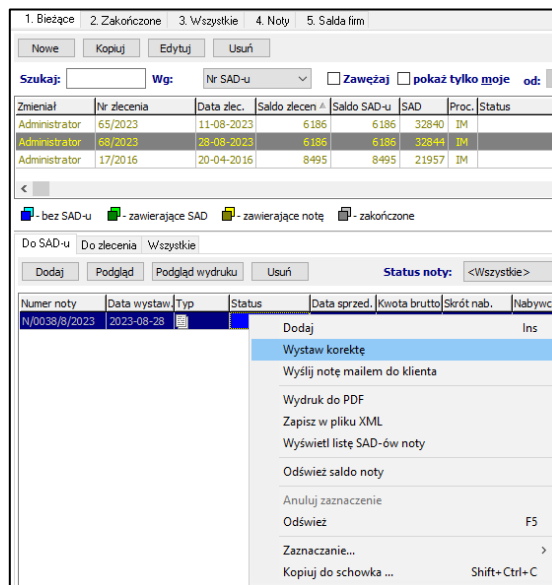 1. Bieżące 2. Zakończone 3. Wszystkie 4. Noty 5. Salda firm
Nowe Kopiuj Edytuj Usuń
Szukaj: Wg: Nr SAD-u Zawężaj pokaż tylko moje od:
Zmieniał Nr zlecenia Data zlec. Saldo zlecen Saldo SAD-u SAD Proc. Status
Administrator 65/2023 11-08-2023 6186 6186 32840 IM
Administrator 68/2023 28-08-2023 6186 6186 32844 IM
Administrator 17/2016 20-04-2016 8495 8495 21957 IM
- bez SAD-u - zawierające SAD - zawierające notę - zakończone
Do SAD-u Do zlecenia Wszystkie
Dodaj Podgląd Podgląd wydruku Usuń Status noty: <Wszystkie>
Numer noty Data wystaw. Typ Status Data sprzed. Kwota brutto Skrót nab. Nabywc
N/0038/8/2023 2023-08-28
Dodaj Ins
Wystaw korektę
Wyślij notę mailem do klienta
Wydruk do PDF
Zapisz w pliku XML
Wyświetl listę SAD-ów noty
Odśwież saldo noty
Anuluj zaznaczenie
Odśwież F5
Zaznaczanie...
Kopiuj do schowka ... Shift+Ctrl+C